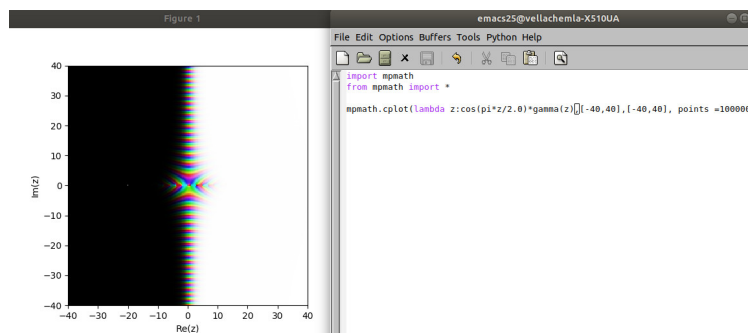 Figure 1
emacs25@vellachemla-X510UA
File Edit Options Buffers Tools Python Help
import mpmath
from mpmath import *
mpmath.cplot(lambda z:cos(pi*z/2.0)*gamma(z),[-40,40],[-40,40], points =100000
40
30
20
10
0
−10
−20
−30
−40
Im(z)
−40 −30 −20 −10 0 10 20 30 40
Re(z)